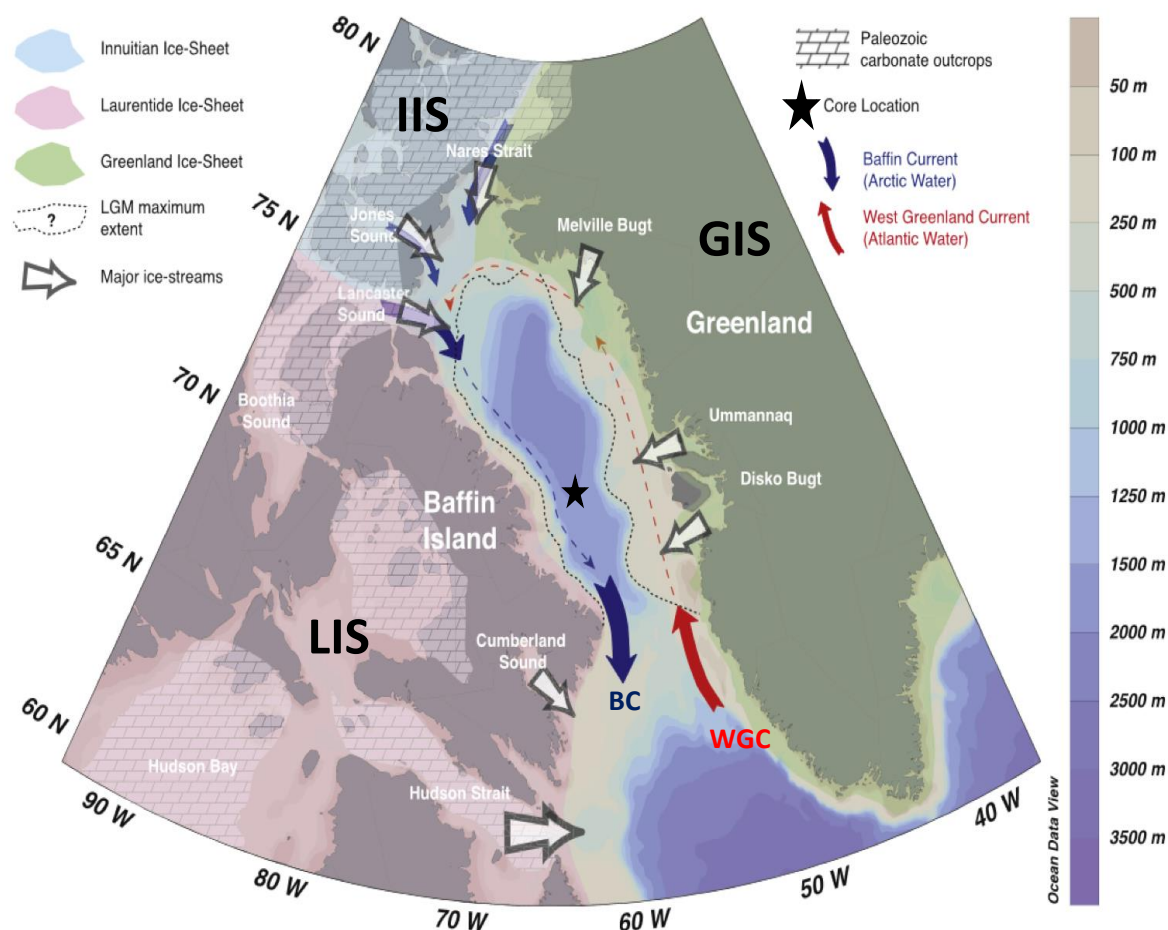 Innuitian Ice-Sheet
Laurentide Ice-Sheet
Greenland Ice-Sheet
LGM maximum
extent
?
Major ice-streams
Paleozoic
carbonate outcrops
Core Location
Baffin Current
(Arctic Water)
West Greenland Current
(Atlantic Water)
80 N
75 N
70 N
65 N
60 N
90 W
80 W
70 W
60 W
50 W
40 W
IIS
Nares Strait
Jones
Sound
Lancaster
Sound
Melville Bugt
GIS
Greenland
Boothia
Sound
Ummannaq
Disko Bugt
Baffin
Island
LIS
Cumberland
Sound
BC
WGC
Hudson Bay
Hudson Strait
50 m
100 m
250 m
500 m
750 m
1000 m
1250 m
1500 m
2000 m
2500 m
3000 m
3500 m
Ocean Data View